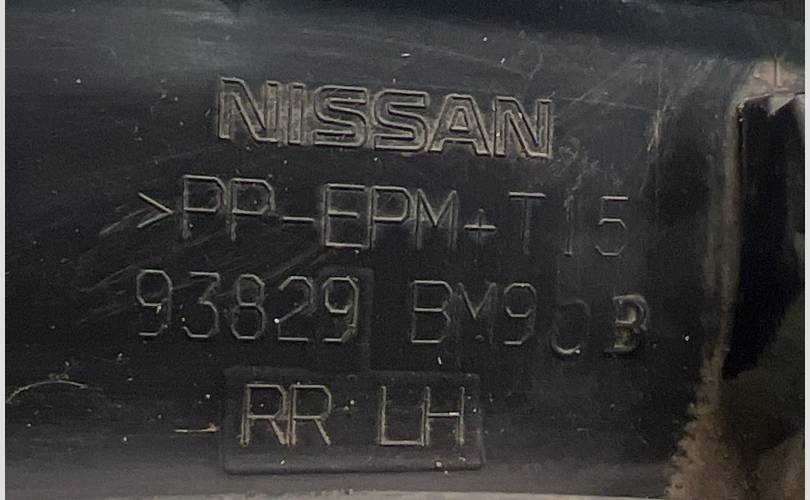 NISSAN
>PP-EPM+T15
93829 BM90B
RR LH